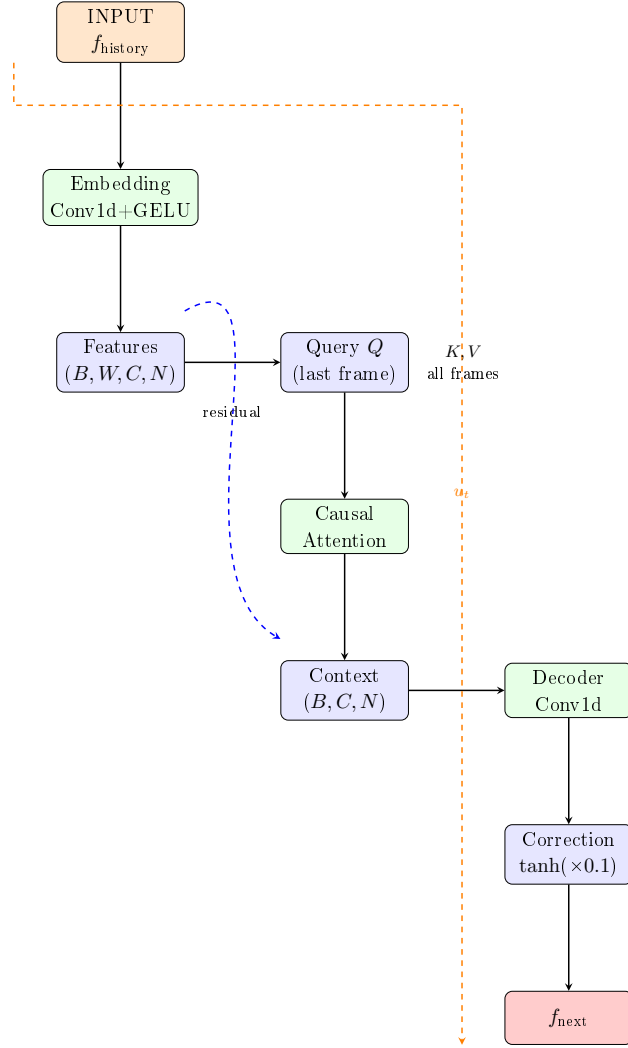 INPUT
f_history
Embedding
Conv1d+GELU
Features
(B, W, C, N)
Query Q
(last frame)
K, V
all frames
residual
u_t
Causal
Attention
Context
(B, C, N)
Decoder
Conv1d
Correction
tanh(×0.1)
f_next